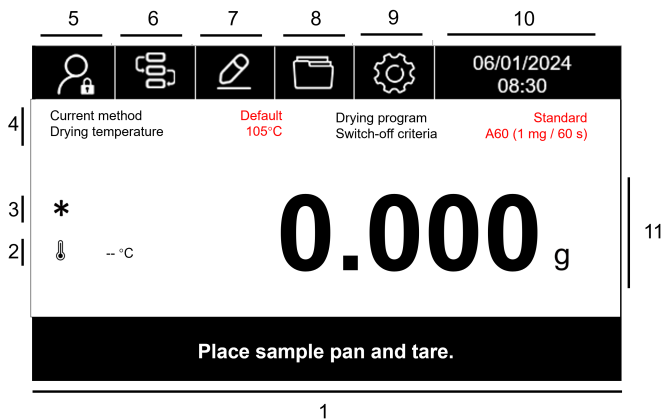 5 6 7 8 9 10
06/01/2024
08:30
4 Current method Default Drying program Standard
Drying temperature 105°C Switch-off criteria A60 (1 mg / 60 s)
3 *
2 -- °C
0.000 g
11
Place sample pan and tare.
1